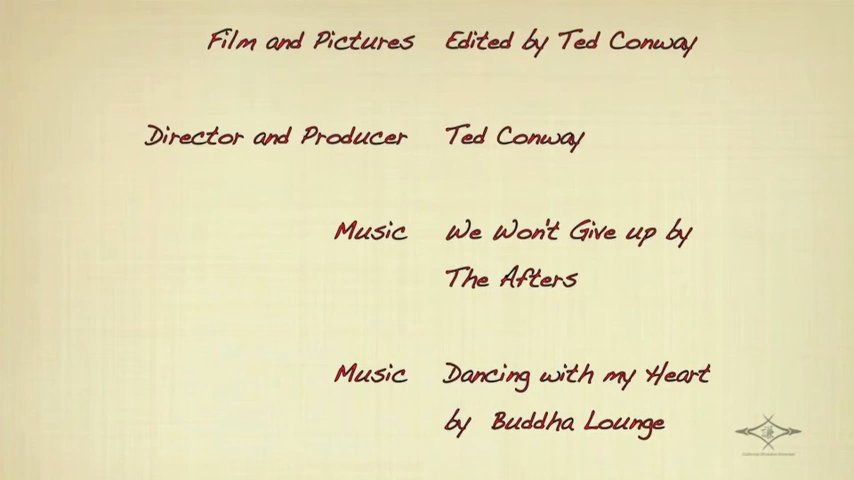 Film and Pictures Edited by Ted Conway
Director and Producer Ted Conway
Music We Won't Give up by
The Afters
Music Dancing with my Heart
by Buddha Lounge